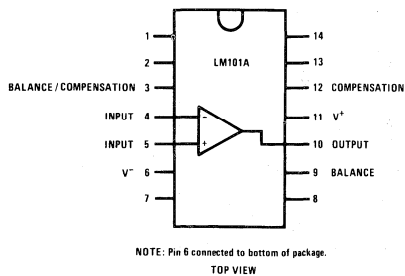 1 14
2 LM101A 13
BALANCE/COMPENSATION 3 12 COMPENSATION
INPUT 4 − 11 V+
INPUT 5 + 10 OUTPUT
V− 6 9 BALANCE
7 8
NOTE: Pin 6 connected to bottom of package.
TOP VIEW